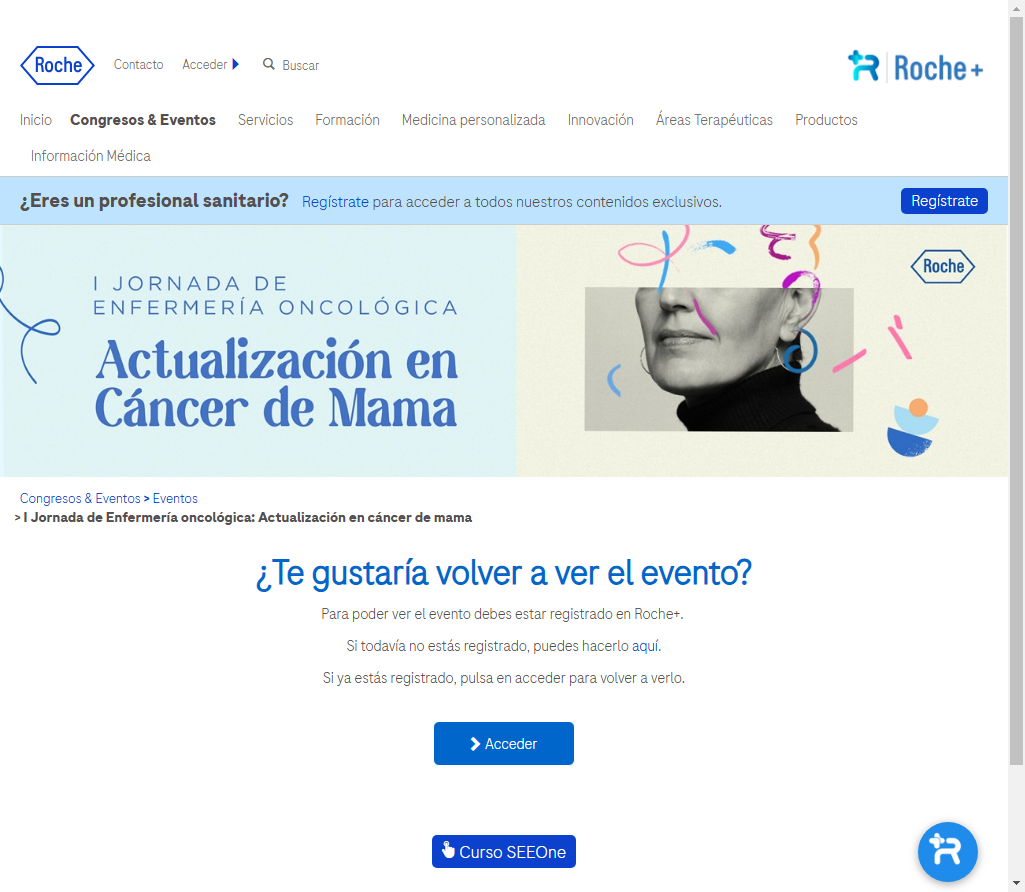 Roche
Contacto
Acceder
Buscar
Roche+
Inicio
Congresos & Eventos
Servicios
Formación
Medicina personalizada
Innovación
Áreas Terapéuticas
Productos
Información Médica
¿Eres un profesional sanitario?
Regístrate para acceder a todos nuestros contenidos exclusivos.
Regístrate
I JORNADA DE
ENFERMERÍA ONCOLÓGICA
Actualización en
Cáncer de Mama
Roche
Congresos & Eventos > Eventos
> I Jornada de Enfermería oncológica: Actualización en cáncer de mama
¿Te gustaría volver a ver el evento?
Para poder ver el evento debes estar registrado en Roche+.
Si todavía no estás registrado, puedes hacerlo aquí.
Si ya estás registrado, pulsa en acceder para volver a verlo.
Acceder
Curso SEEOne